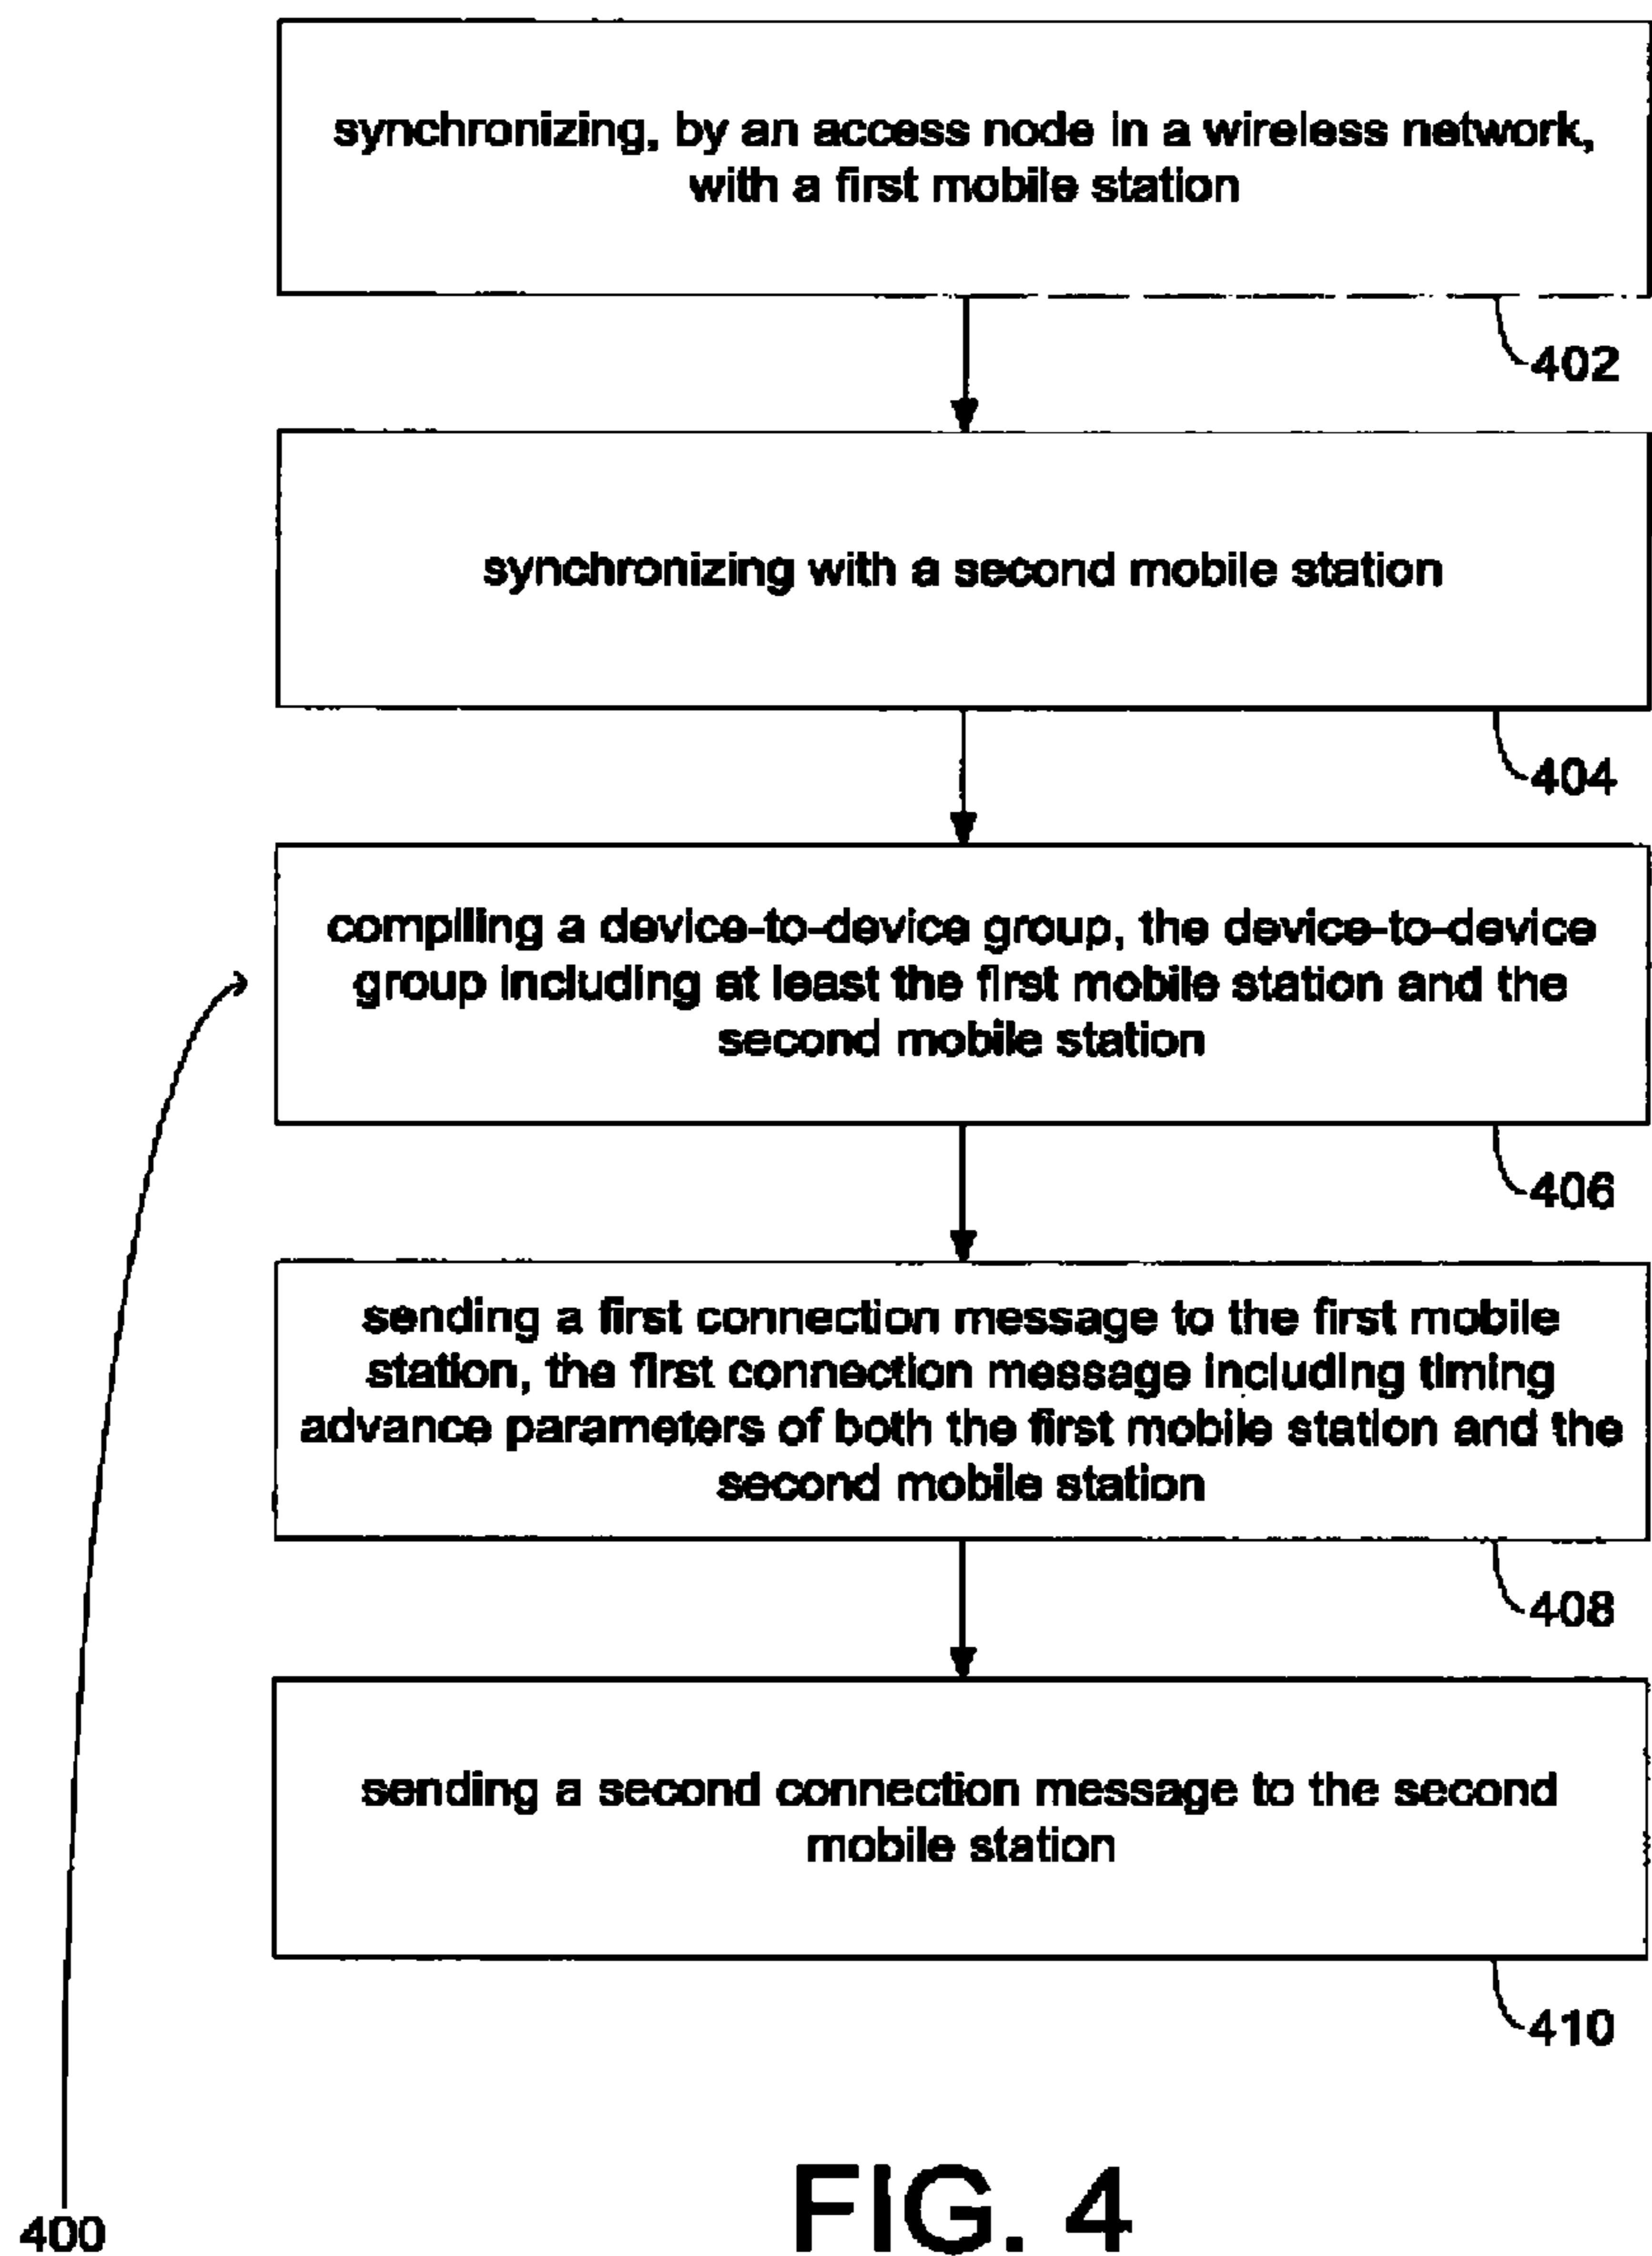 synchronizing, by an access node in a wireless network,
with a first mobile station
402
synchronizing with a second mobile station
404
compiling a device-to-device group, the device-to-device
group including at least the first mobile station and the
second mobile station
406
sending a first connection message to the first mobile
station, the first connection message including timing
advance parameters of both the first mobile station and the
second mobile station
408
sending a second connection message to the second
mobile station
410
400
FIG. 4